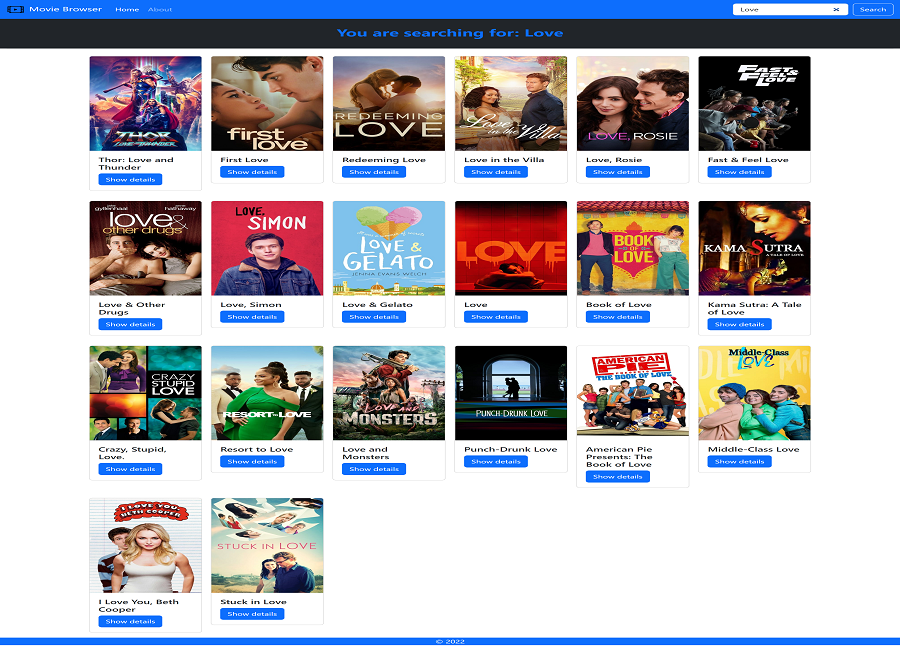 Movie Browser
Home
About
Love
Search
You are searching for: Love
THOR
LOVE AND THUNDER
first
love
REDEEMING
LOVE
Love
in the Villa
LOVE, ROSIE
FAST &
FEEL &
LOVE
Thor: Love and
Thunder
Show details
First Love
Show details
Redeeming Love
Show details
Love in the Villa
Show details
Love, Rosie
Show details
Fast & Feel Love
Show details
gyllenhaal
hathaway
love &
other drugs
LOVE,
SIMON
LOVE &
GELATO
JENNA EVANS WELCH
LOVE
BOOK
OF
LOVE
KAMA SUTRA
A TALE OF LOVE
Love & Other
Drugs
Show details
Love, Simon
Show details
Love & Gelato
Show details
Love
Show details
Book of Love
Show details
Kama Sutra: A Tale
of Love
Show details
CRAZY
STUPID
LOVE
RESORT to LOVE
LOVE AND
MONSTERS
PUNCH-DRUNK LOVE
AMERICAN
PIE
PRESENTS
THE BOOK OF LOVE
Middle-Class
LOVE
Crazy, Stupid,
Love.
Show details
Resort to Love
Show details
Love and
Monsters
Show details
Punch-Drunk Love
Show details
American Pie
Presents: The
Book of Love
Show details
Middle-Class Love
Show details
I LOVE YOU,
BETH COOPER
STUCK IN LOVE
I Love You, Beth
Cooper
Show details
Stuck in Love
Show details
© 2022